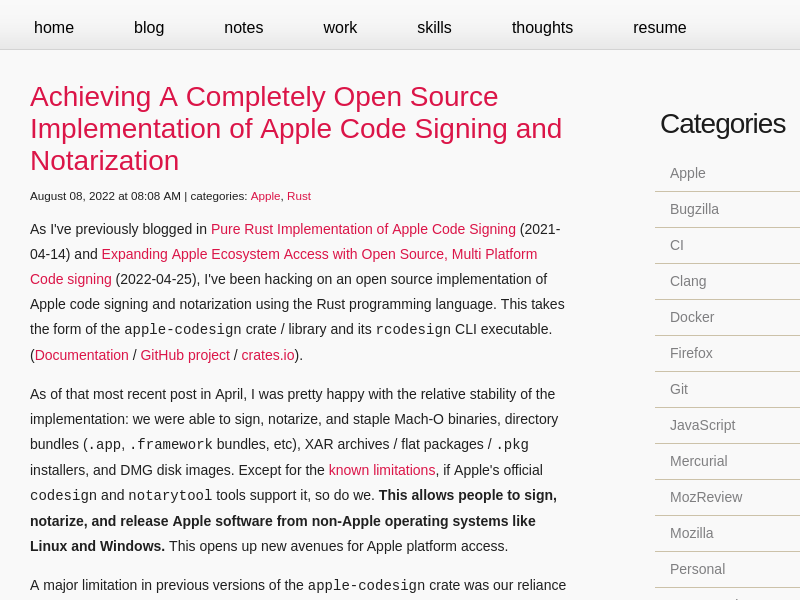 home blog notes work skills thoughts resume
Achieving A Completely Open Source
Implementation of Apple Code Signing and
Notarization
August 08, 2022 at 08:08 AM | categories: Apple, Rust
As I've previously blogged in Pure Rust Implementation of Apple Code Signing (2021-
04-14) and Expanding Apple Ecosystem Access with Open Source, Multi Platform
Code signing (2022-04-25), I've been hacking on an open source implementation of
Apple code signing and notarization using the Rust programming language. This takes
the form of the apple-codesign crate / library and its rcodesign CLI executable.
(Documentation / GitHub project / crates.io).
As of that most recent post in April, I was pretty happy with the relative stability of the
implementation: we were able to sign, notarize, and staple Mach-O binaries, directory
bundles (.app, .framework bundles, etc), XAR archives / flat packages / .pkg
installers, and DMG disk images. Except for the known limitations, if Apple's official
codesign and notarytool tools support it, so do we. This allows people to sign,
notarize, and release Apple software from non-Apple operating systems like
Linux and Windows. This opens up new avenues for Apple platform access.
A major limitation in previous versions of the apple-codesign crate was our reliance
Categories
Apple
Bugzilla
CI
Clang
Docker
Firefox
Git
JavaScript
Mercurial
MozReview
Mozilla
Personal